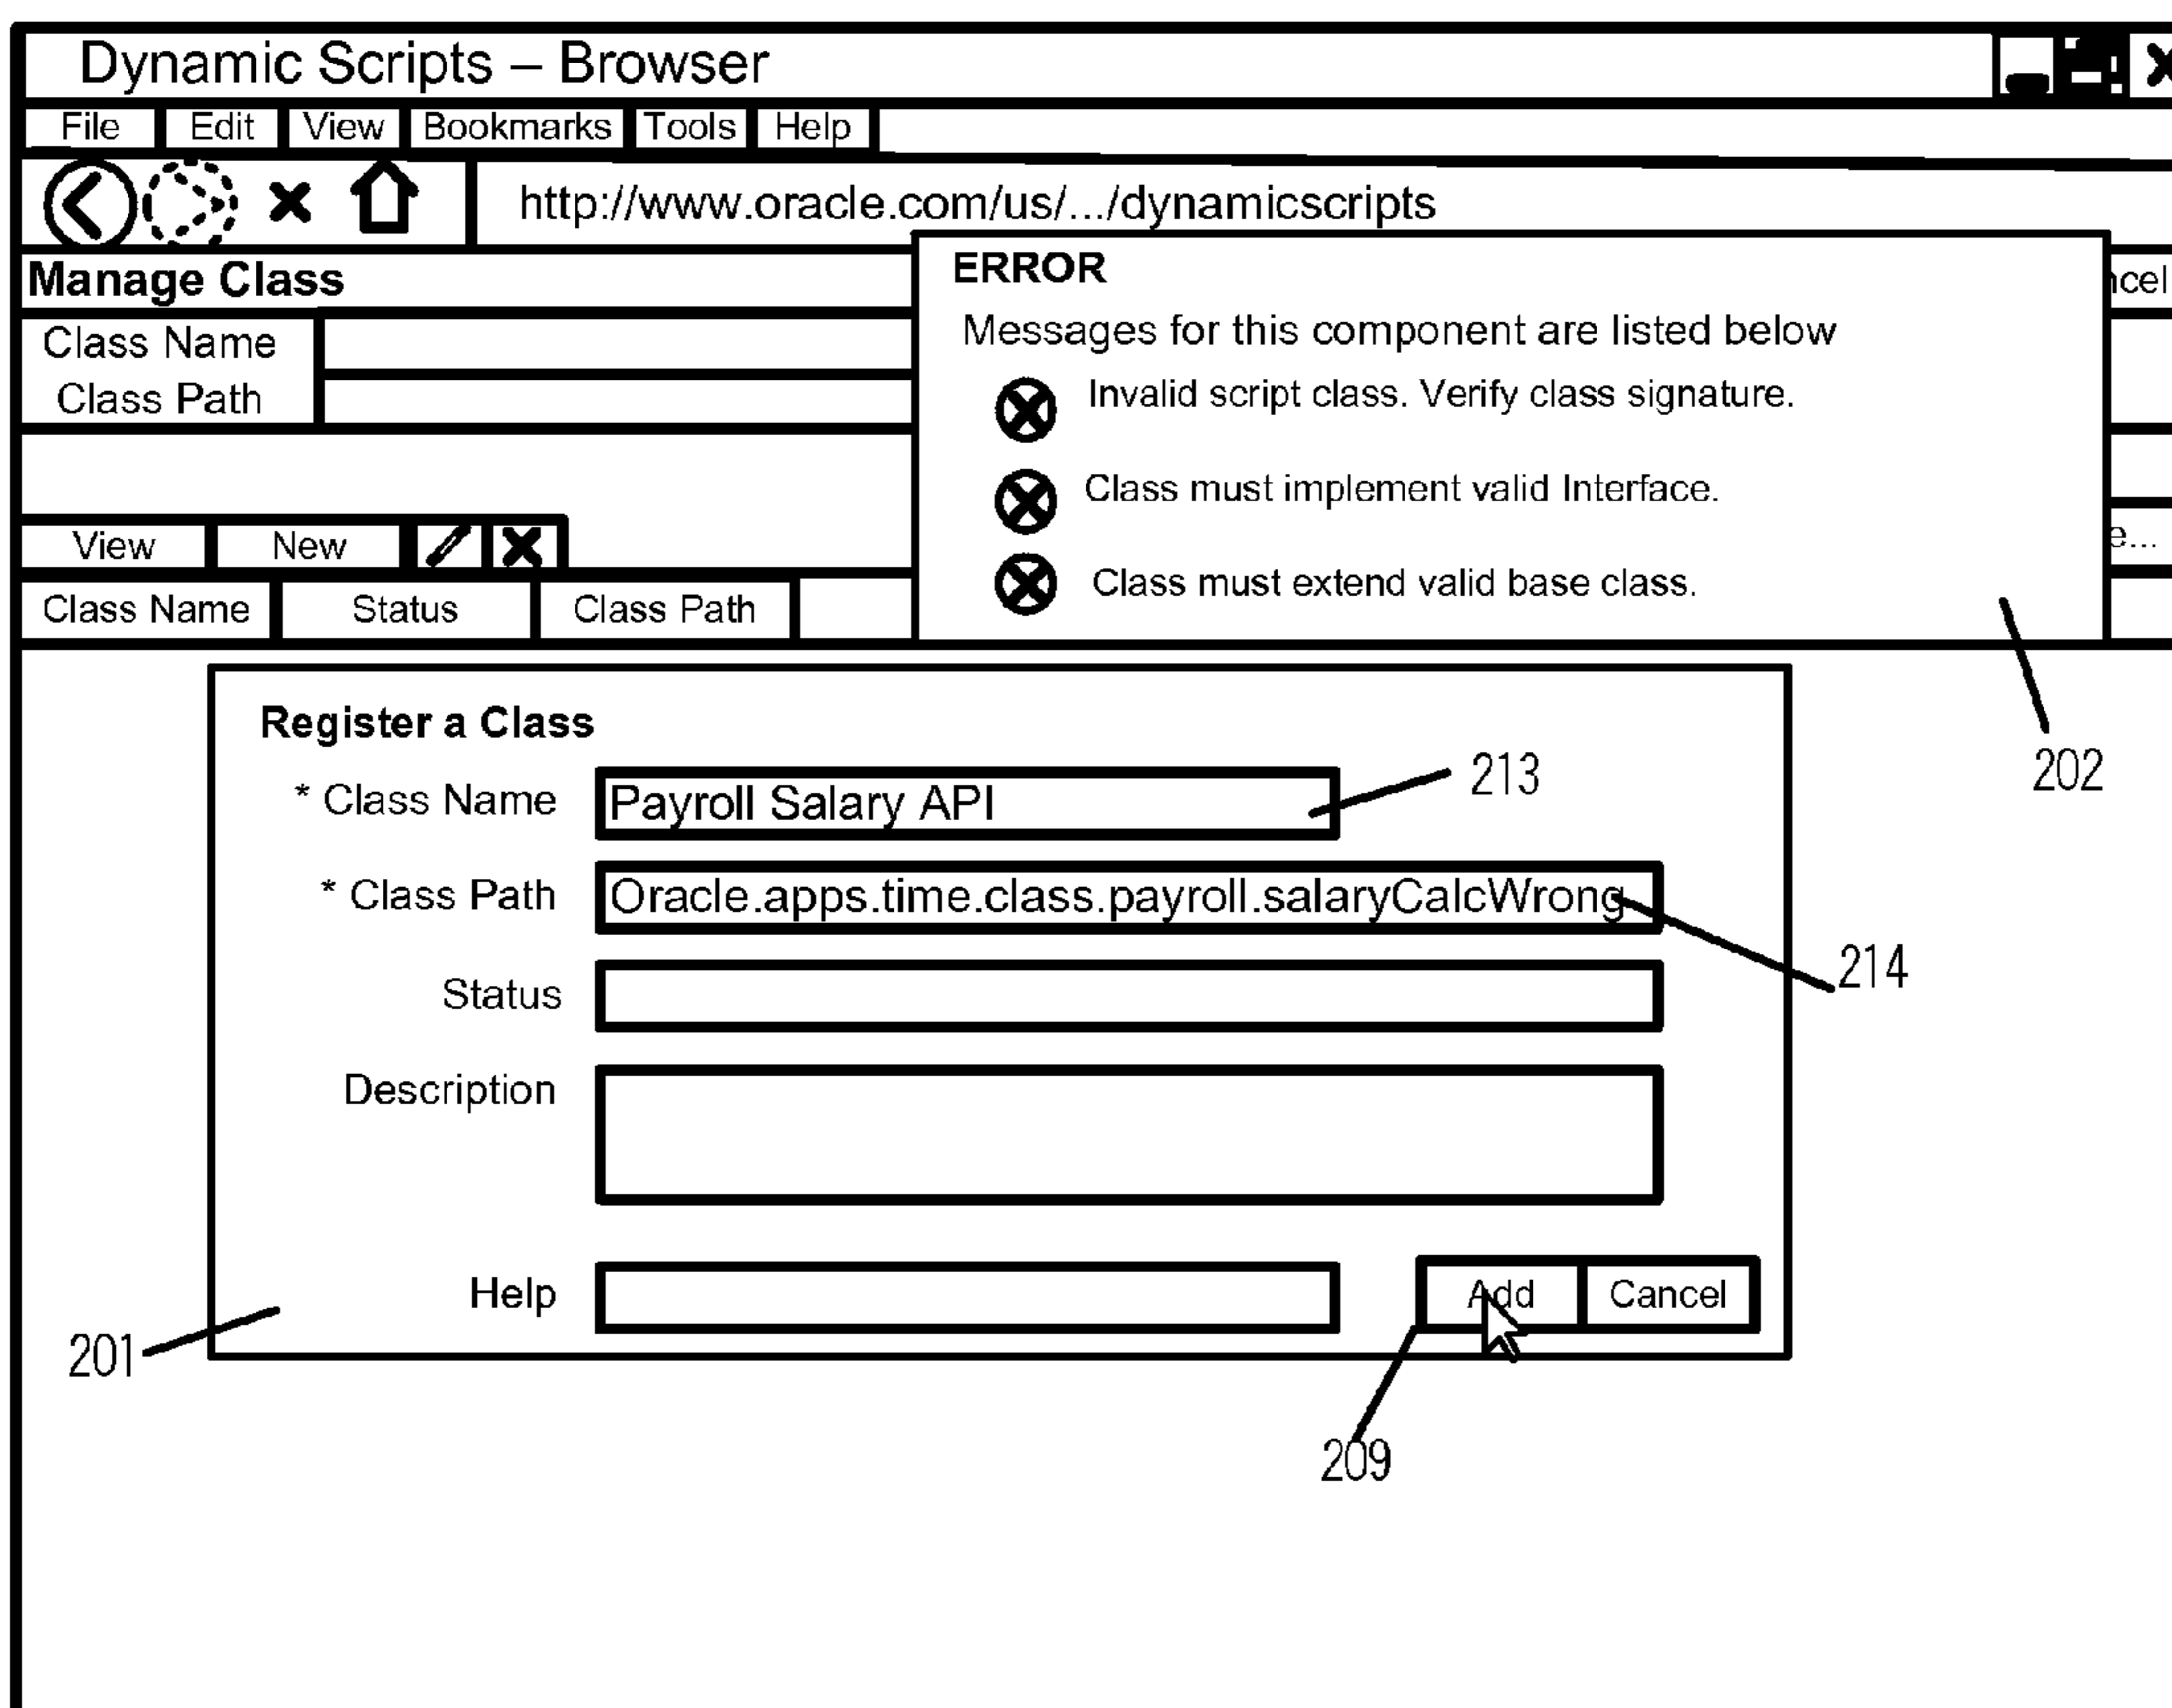 Dynamic Scripts – Browser
File Edit View Bookmarks Tools Help
http://www.oracle.com/us/.../dynamicscripts
Manage Class
Class Name
Class Path
View New
Class Name Status Class Path
ERROR
Messages for this component are listed below
Invalid script class. Verify class signature.
Class must implement valid Interface.
Class must extend valid base class.
202
Register a Class
* Class Name Payroll Salary API
213
* Class Path Oracle.apps.time.class.payroll.salaryCalcWrong
214
Status
Description
Help
Add Cancel
201
209